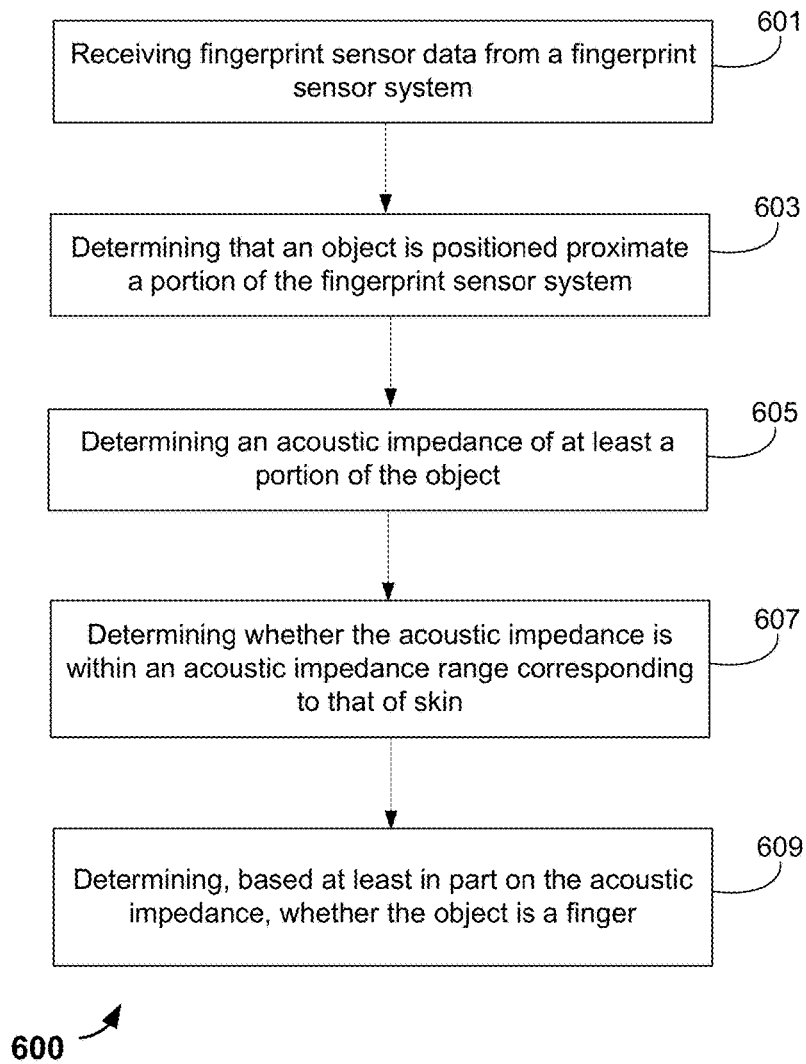 601
Receiving fingerprint sensor data from a fingerprint
sensor system
603
Determining that an object is positioned proximate
a portion of the fingerprint sensor system
605
Determining an acoustic impedance of at least a
portion of the object
607
Determining whether the acoustic impedance is
within an acoustic impedance range corresponding
to that of skin
609
Determining, based at least in part on the acoustic
impedance, whether the object is a finger
600